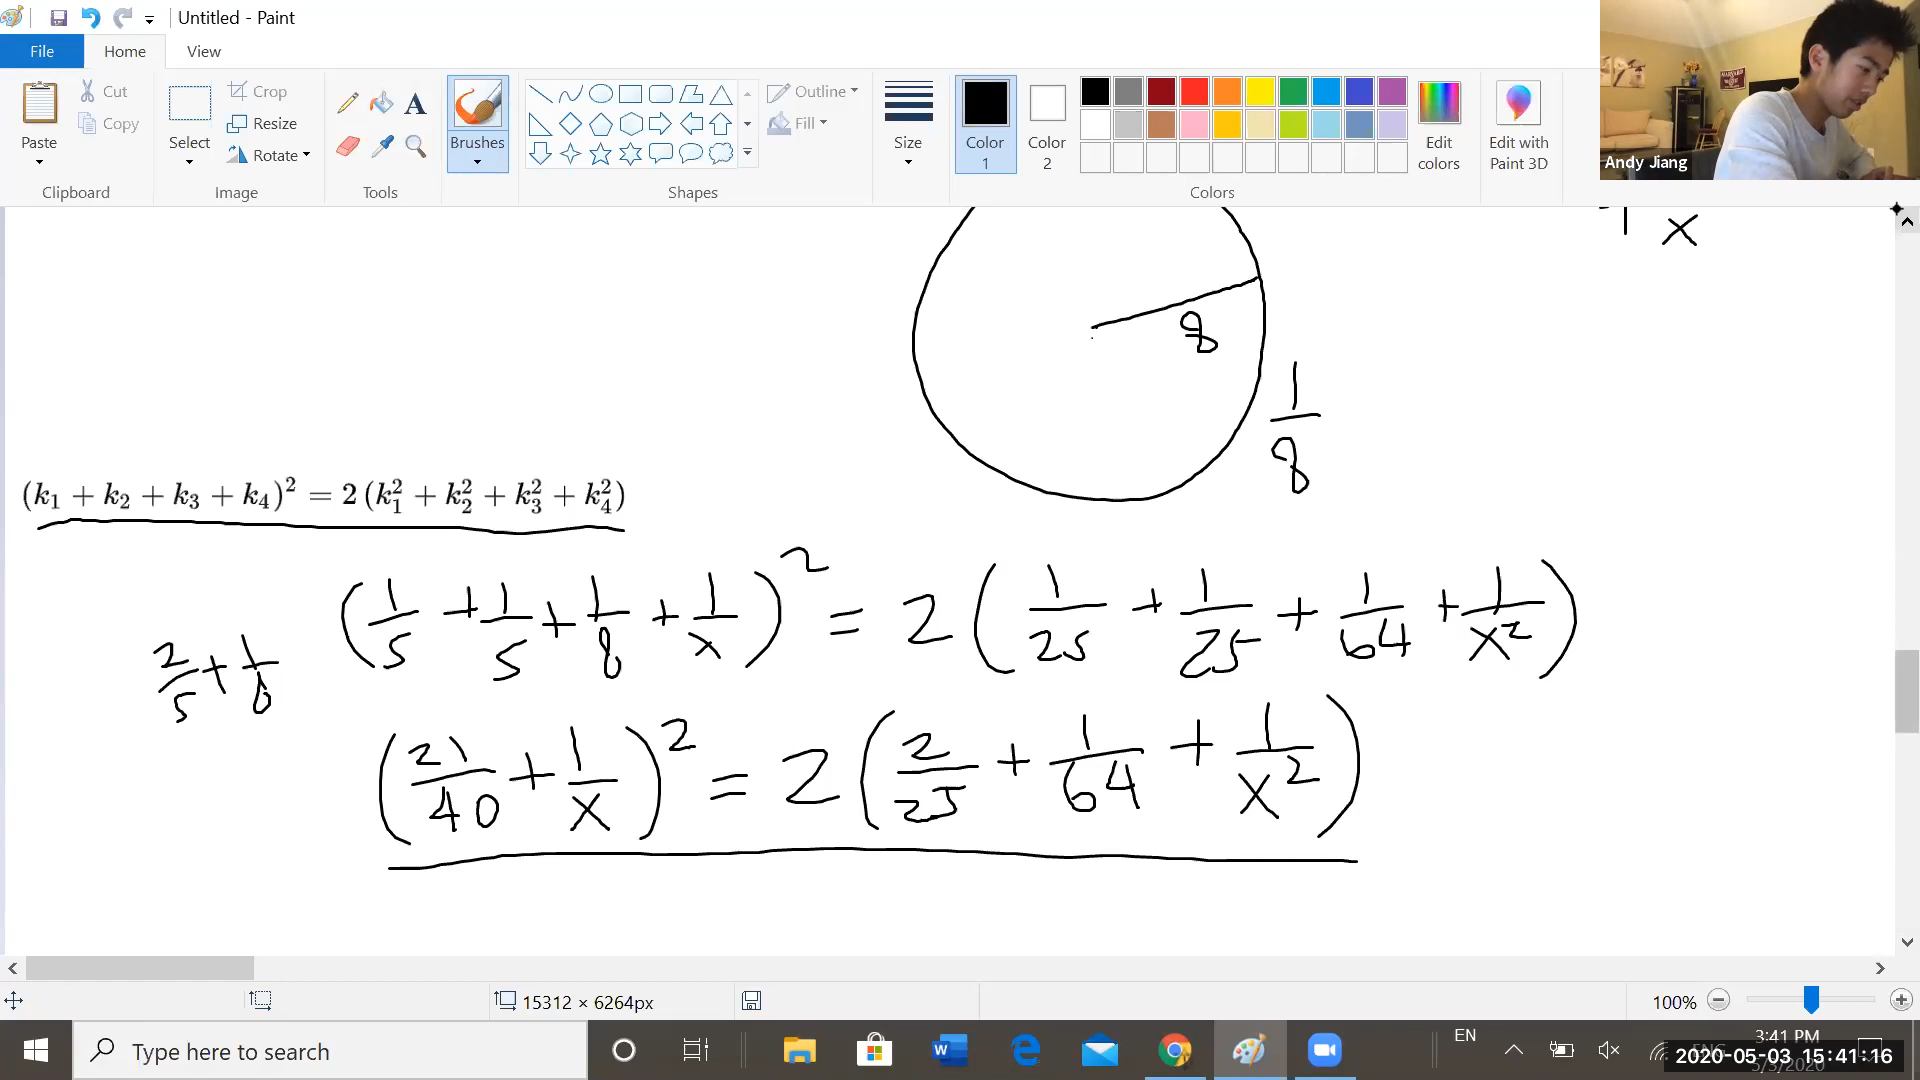 Untitled - Paint
File Home View
Paste
Cut
Copy
Clipboard
Select
Crop
Resize
Rotate
Image
A
Tools
Brushes
Shapes
Outline
Fill
Size
Color 1
Color 2
Colors
Edit colors
Edit with Paint 3D
Andy Jiang
x
8
1/8
(k₁ + k₂ + k₃ + k₄)² = 2 (k₁² + k₂² + k₃² + k₄²)
(1/5 + 1/5 + 1/8 + 1/x)² = 2(1/25 + 1/25 + 1/64 + 1/x²)
2/5 + 1/8
(21/40 + 1/x)² = 2(2/25 + 1/64 + 1/x²)
15312 × 6264px
100%
Type here to search
EN
3:41 PM
2020-05-03 15:41:16
5/3/2020